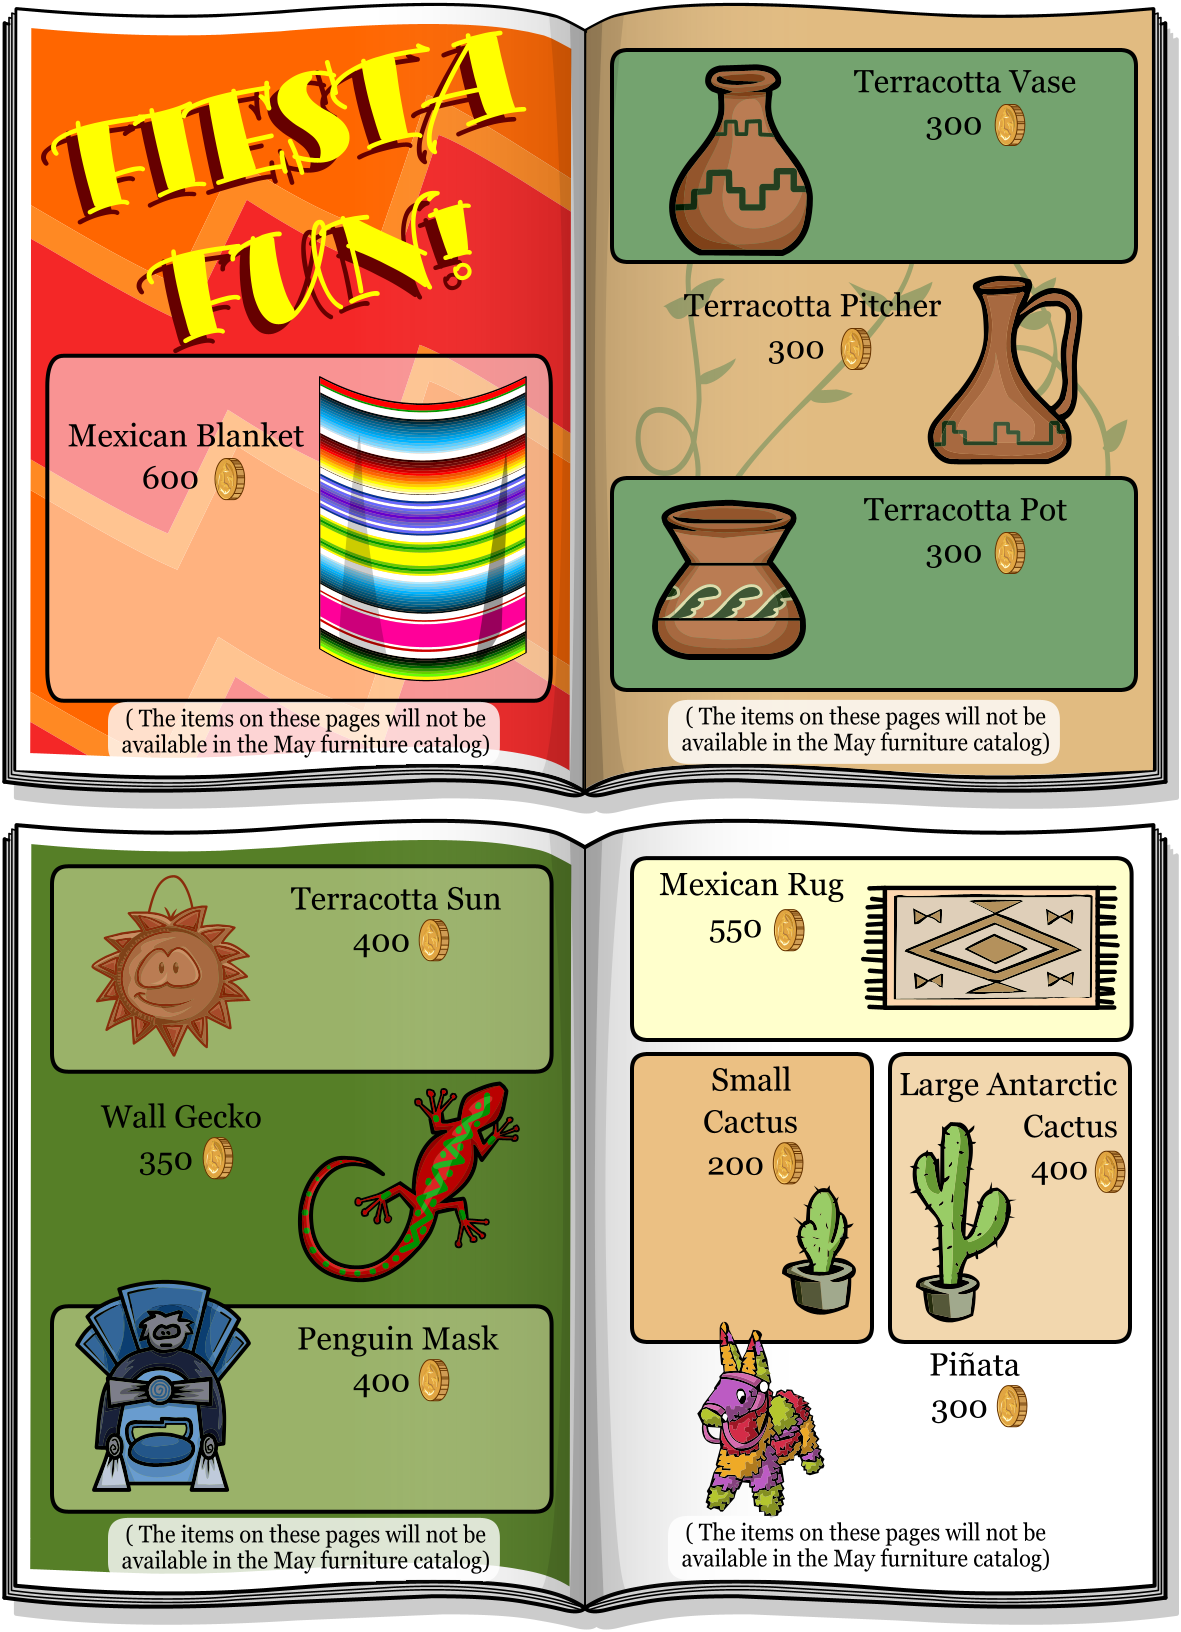 FIESTA
FUN!
Mexican Blanket
600
( The items on these pages will not be
available in the May furniture catalog)
Terracotta Vase
300
Terracotta Pitcher
300
Terracotta Pot
300
( The items on these pages will not be
available in the May furniture catalog)
Terracotta Sun
400
Wall Gecko
350
Penguin Mask
400
( The items on these pages will not be
available in the May furniture catalog)
Mexican Rug
550
Small
Cactus
200
Large Antarctic
Cactus
400
Piñata
300
( The items on these pages will not be
available in the May furniture catalog)